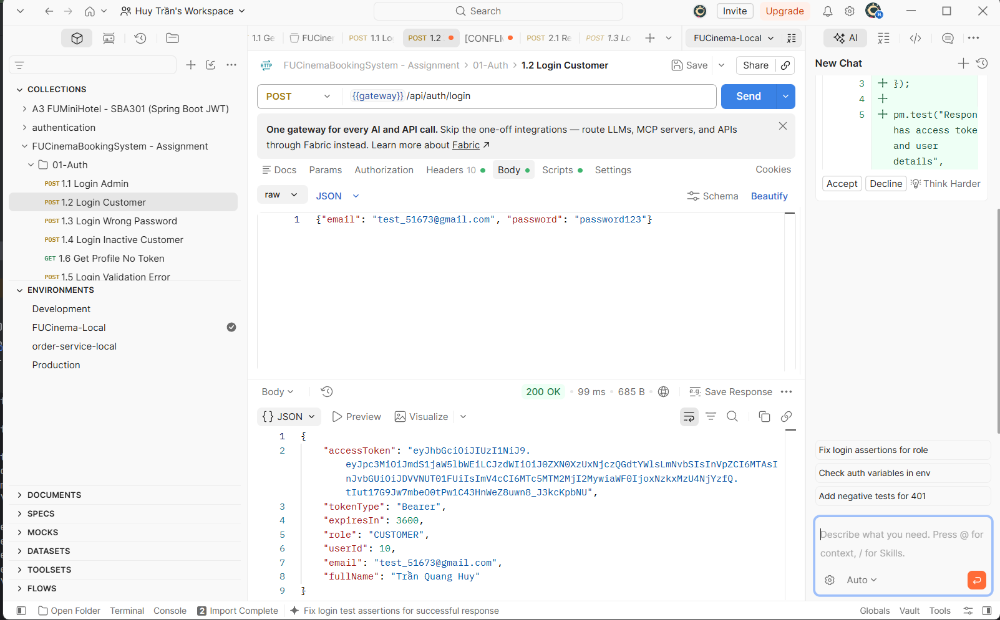 Huy Trần's Workspace
Search
Invite
Upgrade
1.1 Ge
FUCiner
POST 1.1 Lo
POST 1.2
[CONFLI
POST 2.1 Re
POST 1.3 Lo
FUCinema-Local
AI
COLLECTIONS
A3 FUMiniHotel - SBA301 (Spring Boot JWT)
authentication
FUCinemaBookingSystem - Assignment
01-Auth
POST 1.1 Login Admin
POST 1.2 Login Customer
POST 1.3 Login Wrong Password
POST 1.4 Login Inactive Customer
GET 1.6 Get Profile No Token
POST 1.5 Login Validation Error
ENVIRONMENTS
Development
FUCinema-Local
order-service-local
Production
DOCUMENTS
SPECS
MOCKS
DATASETS
TOOLSETS
FLOWS
HTTP FUCinemaBookingSystem - Assignment > 01-Auth > 1.2 Login Customer
Save
Share
POST
{{gateway}} /api/auth/login
Send
One gateway for every AI and API call. Skip the one-off integrations — route LLMs, MCP servers, and APIs
through Fabric instead. Learn more about Fabric ↗
Docs Params Authorization Headers 10 Body Scripts Settings Cookies
raw JSON Schema Beautify
1 {"email": "test_51673@gmail.com", "password": "password123"}
Body 200 OK 99 ms 685 B e.g. Save Response
{} JSON Preview Visualize
1 {
2 "accessToken": "eyJhbGciOiJIUzI1NiJ9.
eyJpc3MiOiJmdS1jaW5lbWEiLCJzdWIiOiJ0ZXN0XzUxNjczQGdtYWlsLmNvbSIsInVpZCI6MTAsI
nJvbGUiOiJDVVNUT01FUiIsImV4cCI6MTc5MTM2MjI2MywiaWF0IjoxNzkxMzU4NjYzfQ.
tIut17G9Jw7mbeO0tPw1C43HnWeZ8uwn8_J3kcKpbNU",
3 "tokenType": "Bearer",
4 "expiresIn": 3600,
5 "role": "CUSTOMER",
6 "userId": 10,
7 "email": "test_51673@gmail.com",
8 "fullName": "Trần Quang Huy"
9 }
New Chat
3 + });
4 +
5 + pm.test("Respon
has access toke
and user
details",
Accept Decline Think Harder
Fix login assertions for role
Check auth variables in env
Add negative tests for 401
Describe what you need. Press @ for
context, / for Skills.
Auto
Open Folder Terminal Console 2 Import Complete Fix login test assertions for successful response Globals Vault Tools